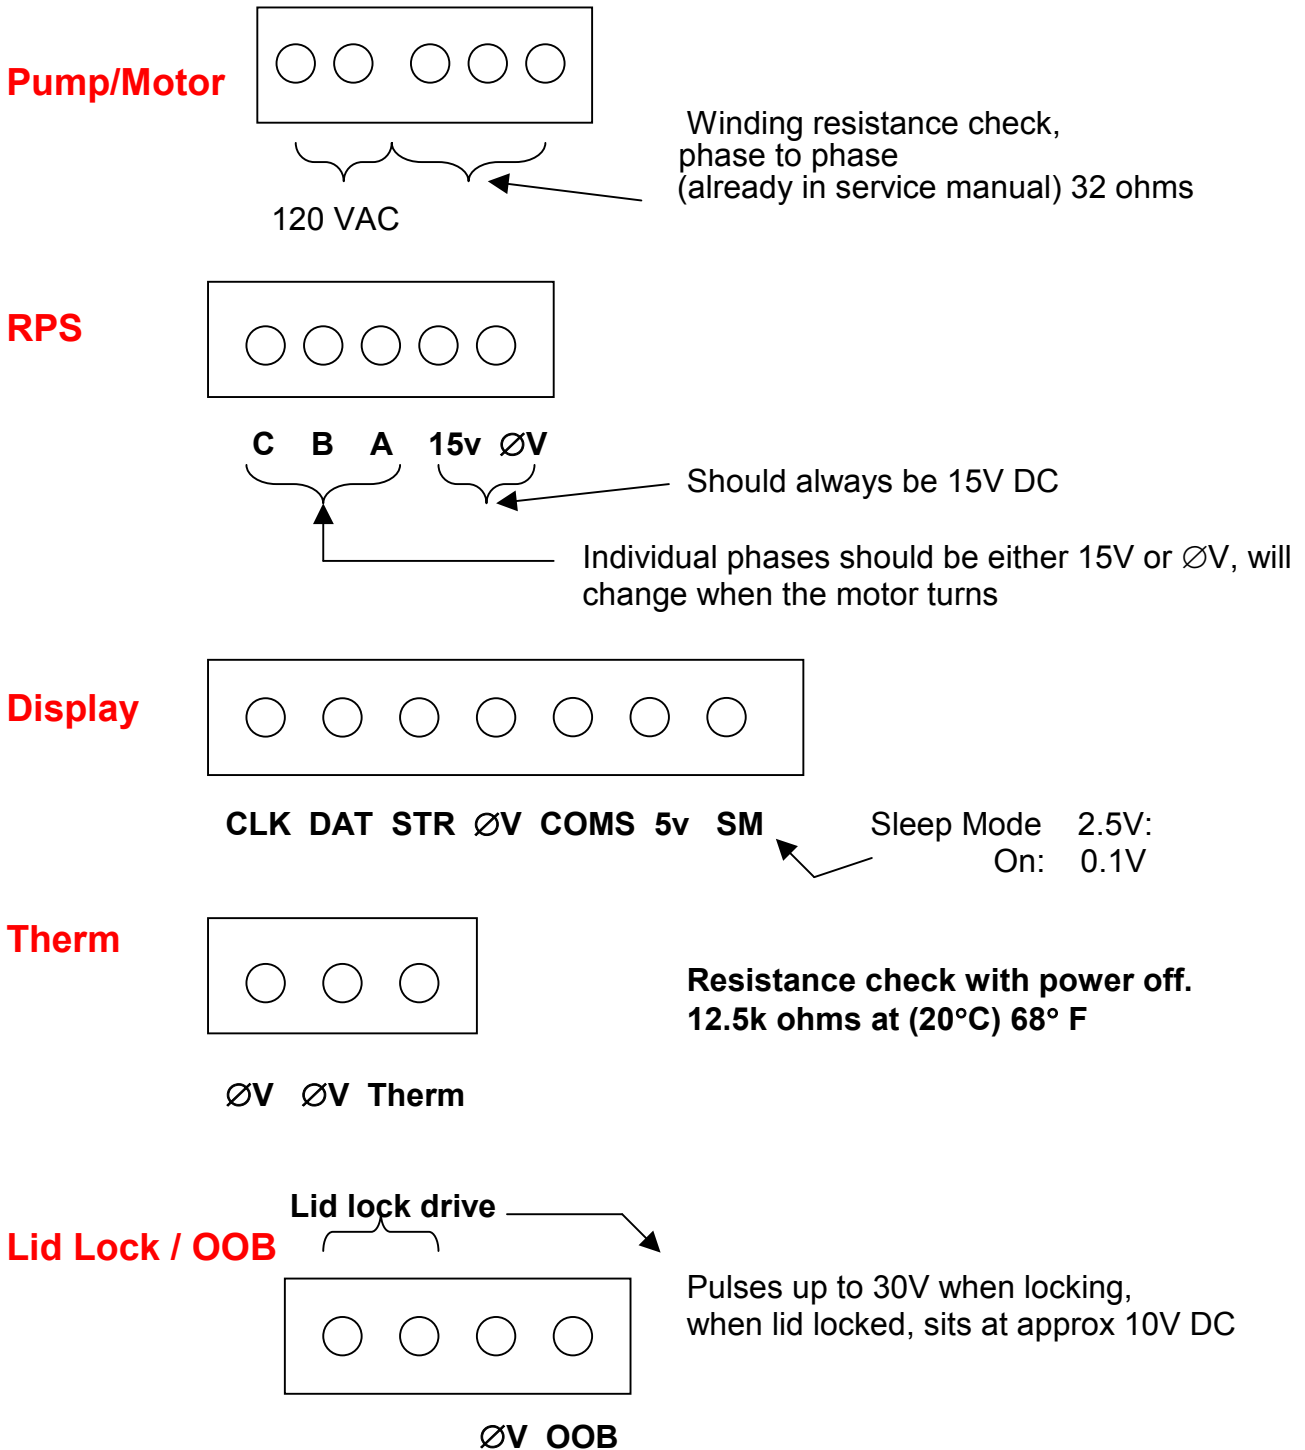 Pump/Motor
Winding resistance check,
phase to phase
(already in service manual) 32 ohms
120 VAC
RPS
C B A 15v ∅V
Should always be 15V DC
Individual phases should be either 15V or ∅V, will
change when the motor turns
Display
CLK DAT STR ∅V COMS 5v SM
Sleep Mode 2.5V:
On: 0.1V
Therm
Resistance check with power off.
12.5k ohms at (20°C) 68° F
∅V ∅V Therm
Lid lock drive
Lid Lock / OOB
Pulses up to 30V when locking,
when lid locked, sits at approx 10V DC
∅V OOB